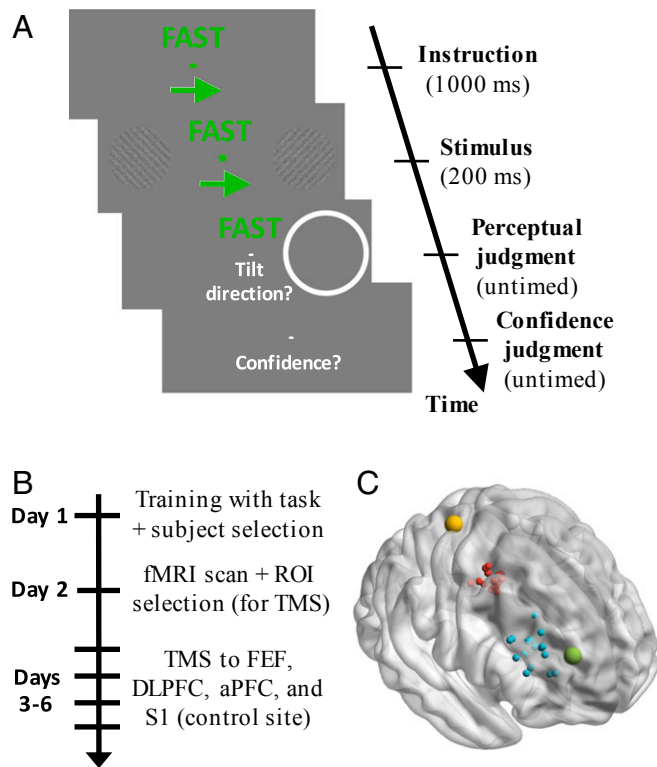 A
FAST
FAST
FAST
Tilt
direction?
Confidence?
Instruction
(1000 ms)
Stimulus
(200 ms)
Perceptual
judgment
(untimed)
Confidence
judgment
(untimed)
Time
B
Day 1
Training with task
+ subject selection
Day 2
fMRI scan + ROI
selection (for TMS)
Days
3-6
TMS to FEF,
DLPFC, aPFC, and
S1 (control site)
C